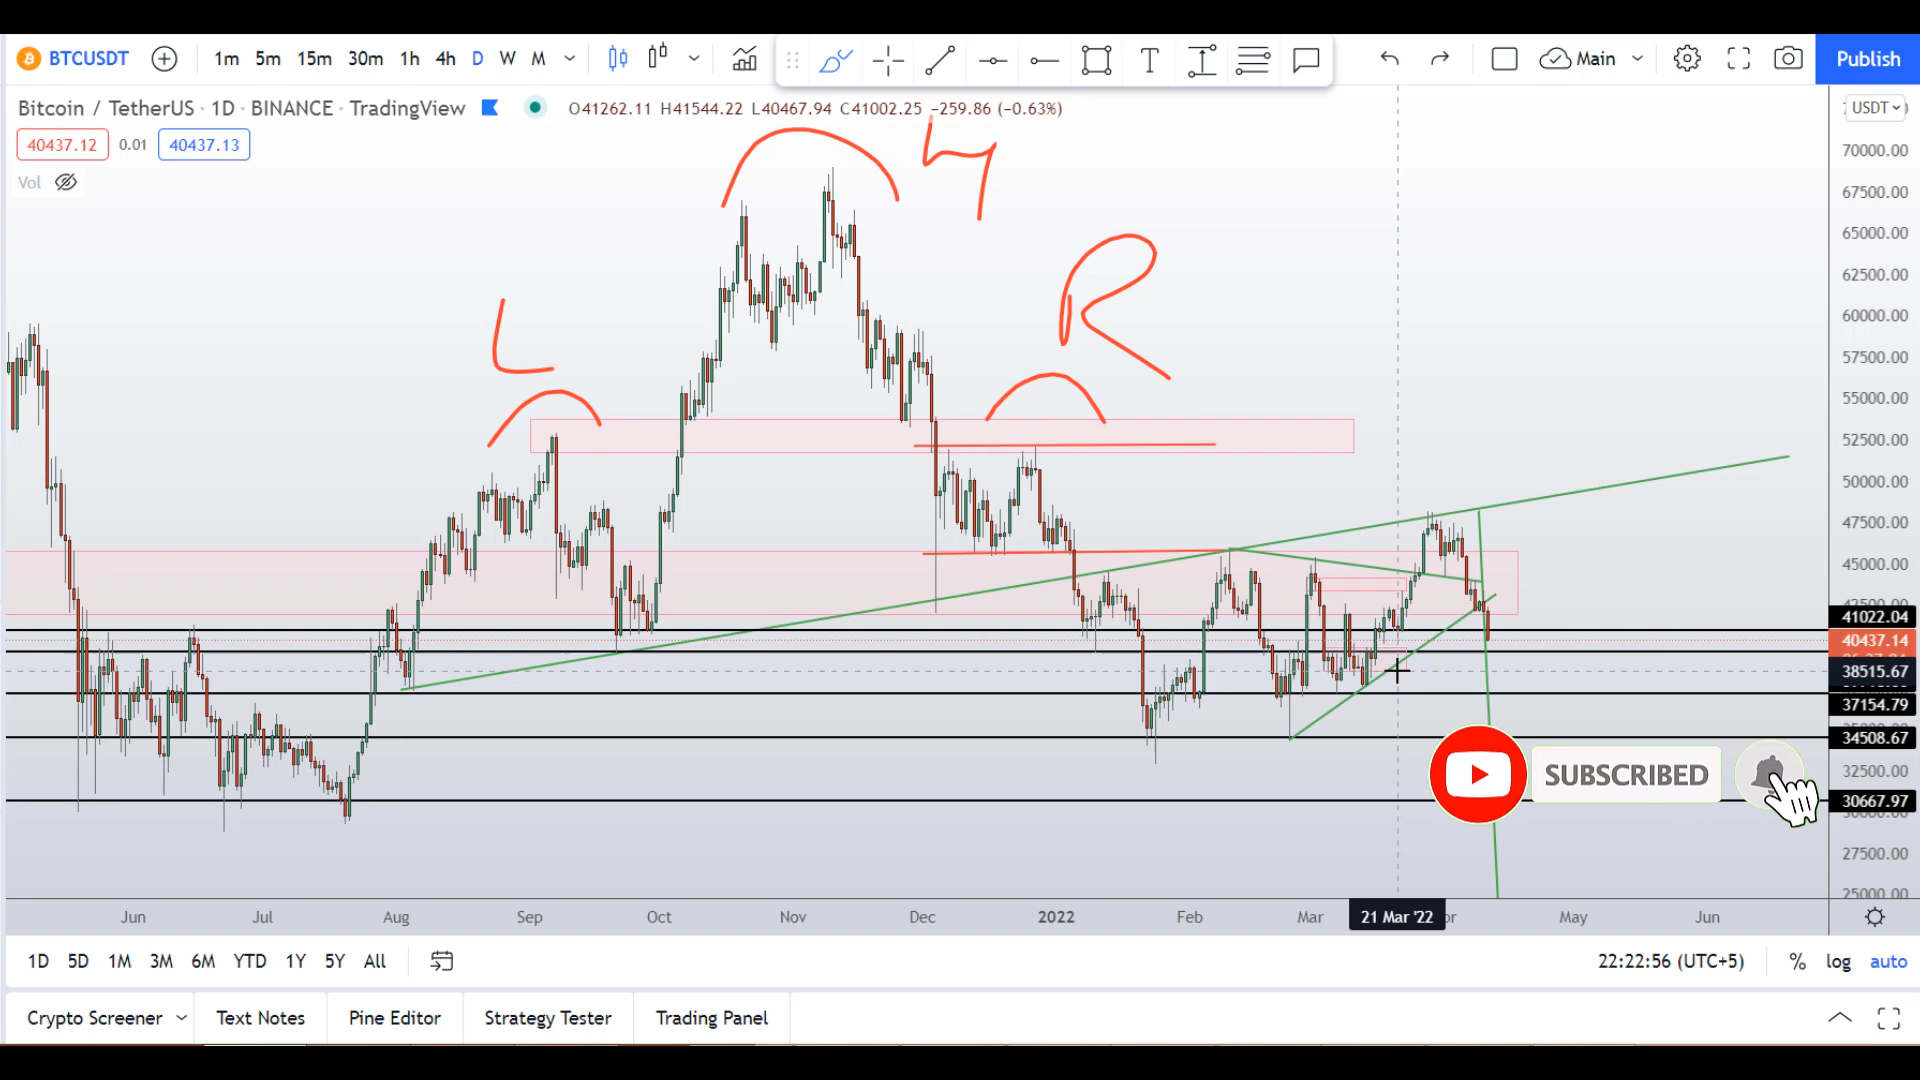 BTCUSDT 1m 5m 15m 30m 1h 4h D W M T Main Publish
Bitcoin / TetherUS · 1D · BINANCE · TradingView O41262.11 H41544.22 L40467.94 C41002.25 −259.86 (−0.63%) USDT
40437.12 0.01 40437.13
Vol
H
L
R
70000.00
67500.00
65000.00
62500.00
60000.00
57500.00
55000.00
52500.00
50000.00
47500.00
45000.00
42500.00
41022.04
40437.14
38515.67
37154.79
34508.67
32500.00
30667.97
30000.00
27500.00
25000.00
SUBSCRIBED
Jun Jul Aug Sep Oct Nov Dec 2022 Feb Mar 21 Mar '22 May Jun
1D 5D 1M 3M 6M YTD 1Y 5Y All 22:22:56 (UTC+5) % log auto
Crypto Screener Text Notes Pine Editor Strategy Tester Trading Panel